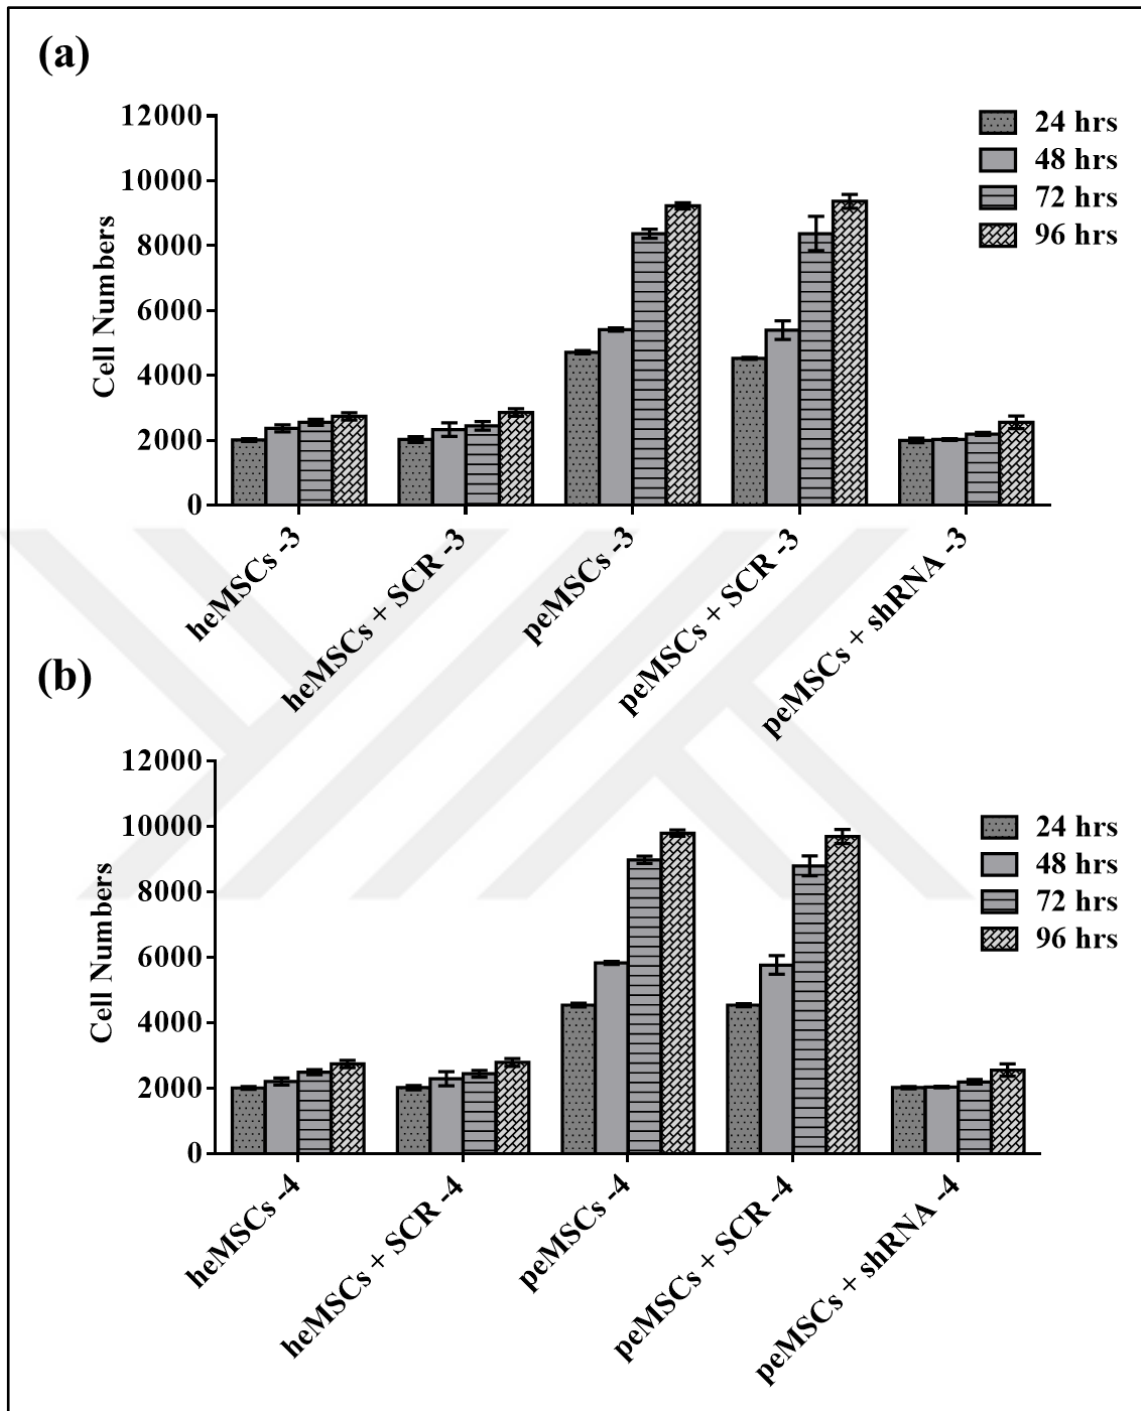 (a)
12000
10000
8000
6000
4000
2000
0
Cell Numbers
24 hrs
48 hrs
72 hrs
96 hrs
heMSCs -3
heMSCs + SCR -3
peMSCs -3
peMSCs + SCR -3
peMSCs + shRNA -3
(b)
12000
10000
8000
6000
4000
2000
0
Cell Numbers
24 hrs
48 hrs
72 hrs
96 hrs
heMSCs -4
heMSCs + SCR -4
peMSCs -4
peMSCs + SCR -4
peMSCs + shRNA -4